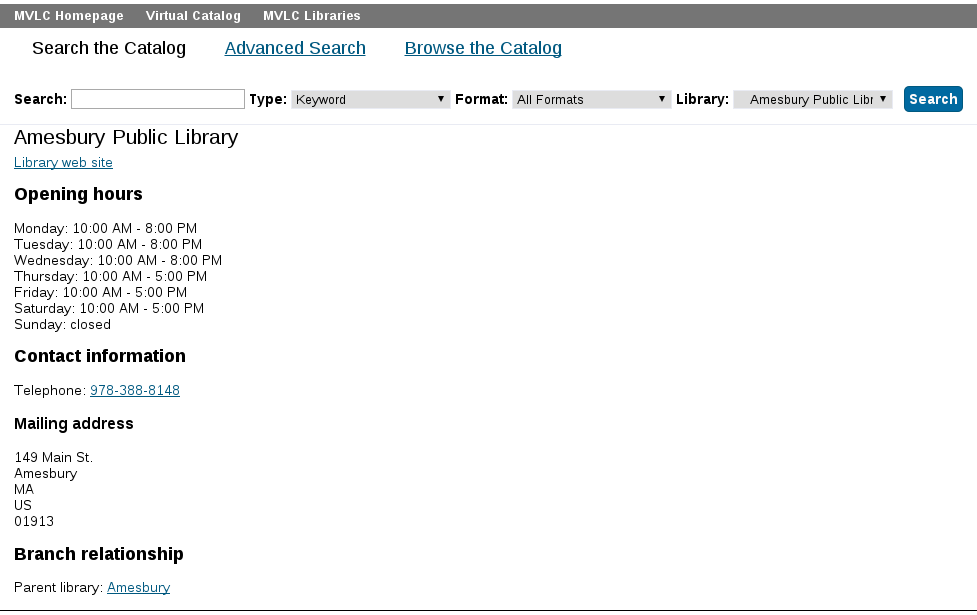 MVLC Homepage Virtual Catalog MVLC Libraries
Search the Catalog Advanced Search Browse the Catalog
Search: Type: Keyword Format: All Formats Library: Amesbury Public Libr Search
Amesbury Public Library
Library web site
Opening hours
Monday: 10:00 AM - 8:00 PM
Tuesday: 10:00 AM - 8:00 PM
Wednesday: 10:00 AM - 8:00 PM
Thursday: 10:00 AM - 5:00 PM
Friday: 10:00 AM - 5:00 PM
Saturday: 10:00 AM - 5:00 PM
Sunday: closed
Contact information
Telephone: 978-388-8148
Mailing address
149 Main St.
Amesbury
MA
US
01913
Branch relationship
Parent library: Amesbury